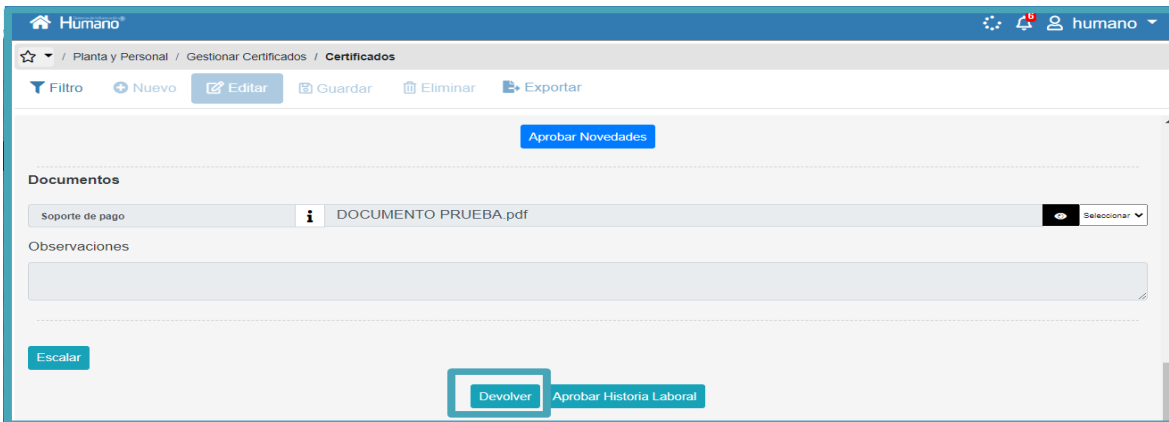 Humano®
6
humano
/ Planta y Personal / Gestionar Certificados / Certificados
Filtro Nuevo Editar Guardar Eliminar Exportar
Aprobar Novedades
Documentos
Soporte de pago i DOCUMENTO PRUEBA.pdf Seleccionar
Observaciones
Escalar
Devolver Aprobar Historia Laboral